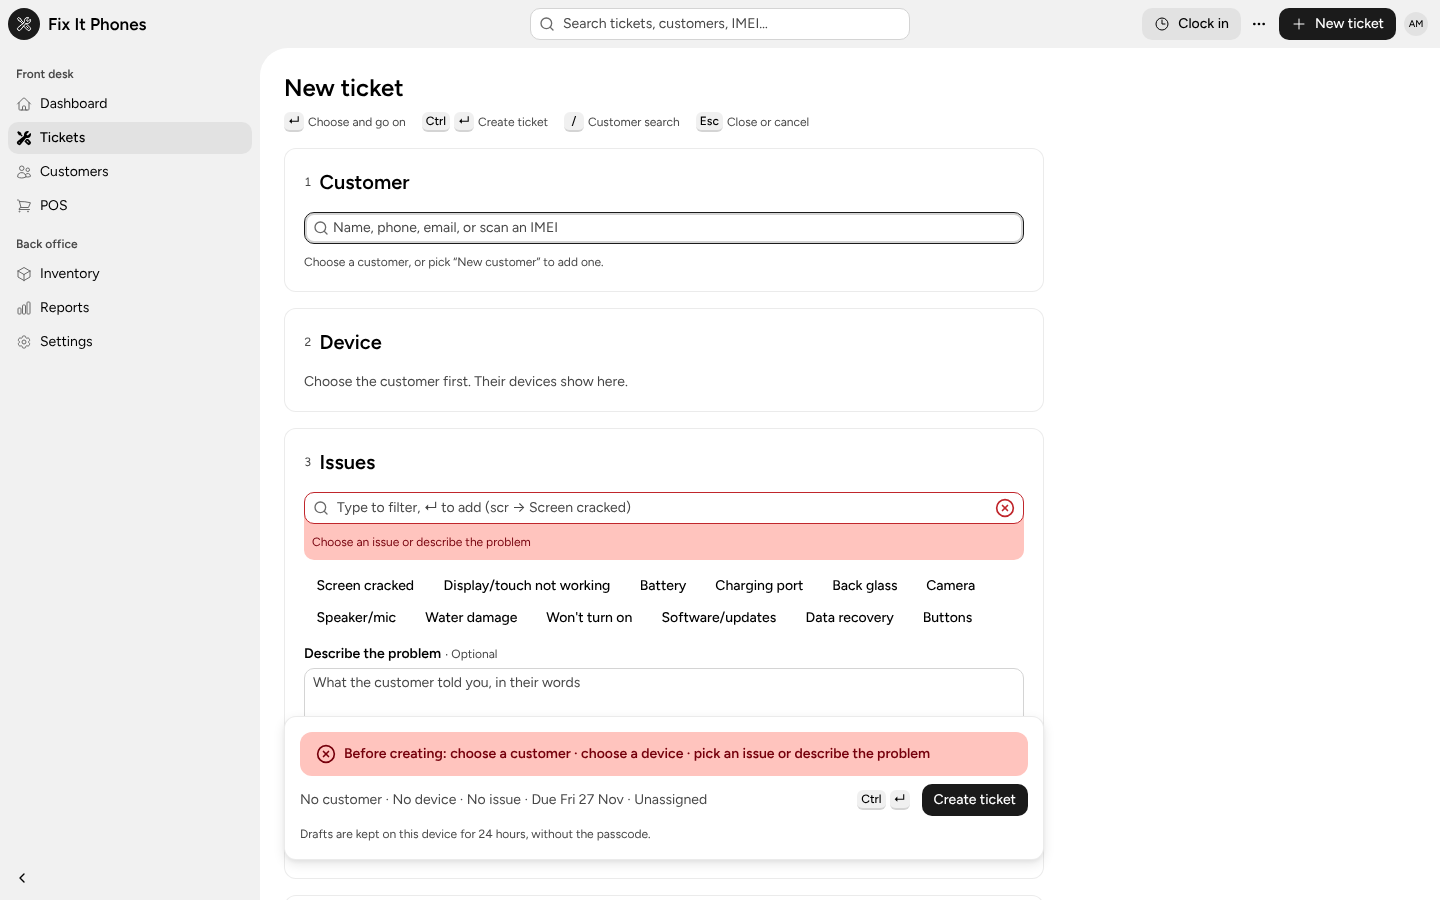 Fix It Phones
Search tickets, customers, IMEI...
Clock in
New ticket
AM
Front desk
Dashboard
Tickets
Customers
POS
Back office
Inventory
Reports
Settings
New ticket
↵ Choose and go on
Ctrl ↵ Create ticket
/ Customer search
Esc Close or cancel
1 Customer
Name, phone, email, or scan an IMEI
Choose a customer, or pick “New customer” to add one.
2 Device
Choose the customer first. Their devices show here.
3 Issues
Type to filter, ↵ to add (scr → Screen cracked)
Choose an issue or describe the problem
Screen cracked Display/touch not working Battery Charging port Back glass Camera
Speaker/mic Water damage Won't turn on Software/updates Data recovery Buttons
Describe the problem · Optional
What the customer told you, in their words
Before creating: choose a customer · choose a device · pick an issue or describe the problem
No customer · No device · No issue · Due Fri 27 Nov · Unassigned
Ctrl ↵ Create ticket
Drafts are kept on this device for 24 hours, without the passcode.